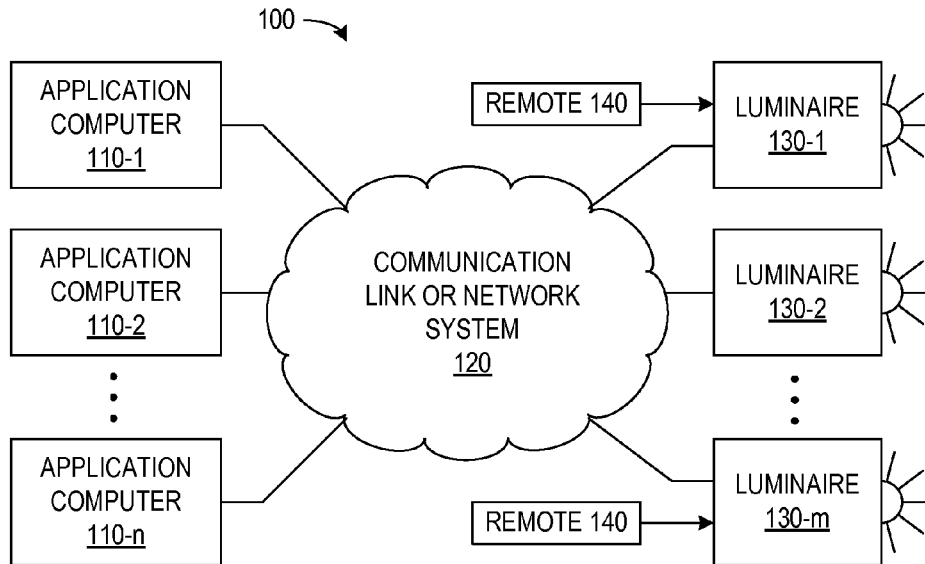 100
APPLICATION
COMPUTER
110-1
REMOTE 140
LUMINAIRE
130-1
APPLICATION
COMPUTER
110-2
COMMUNICATION
LINK OR NETWORK
SYSTEM
120
LUMINAIRE
130-2
APPLICATION
COMPUTER
110-n
REMOTE 140
LUMINAIRE
130-m